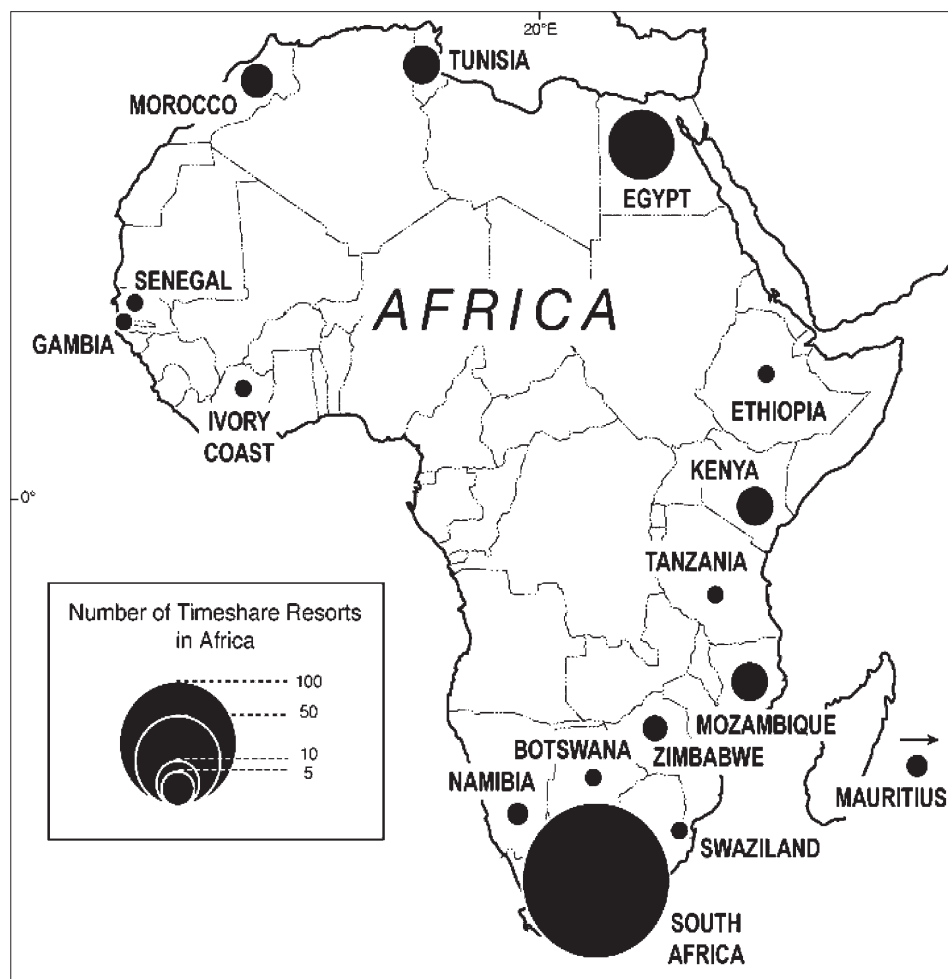 20°E
TUNISIA
MOROCCO
EGYPT
SENEGAL
AFRICA
GAMBIA
ETHIOPIA
IVORY
COAST
KENYA
0°
TANZANIA
Number of Timeshare Resorts
in Africa
100
50
10
5
MOZAMBIQUE
BOTSWANA
ZIMBABWE
NAMIBIA
MAURITIUS
SWAZILAND
SOUTH
AFRICA